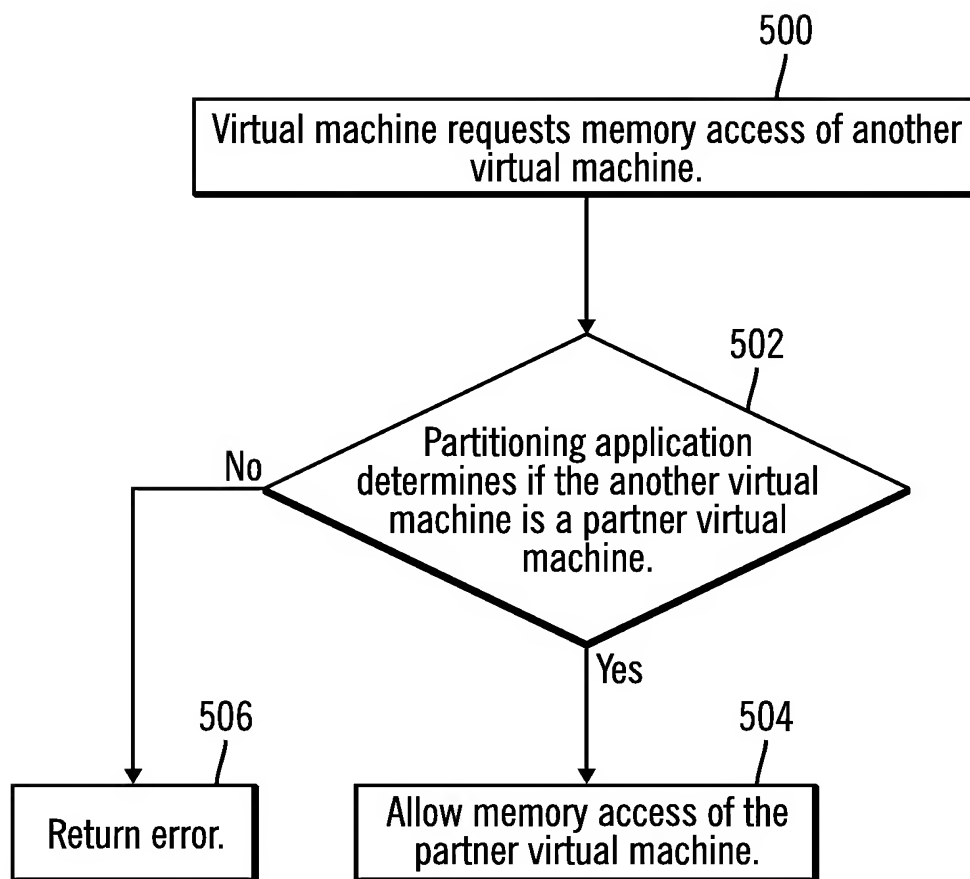 500
Virtual machine requests memory access of another
virtual machine.
502
Partitioning application
determines if the another virtual
machine is a partner virtual
machine.
No
Yes
506
Return error.
504
Allow memory access of the
partner virtual machine.